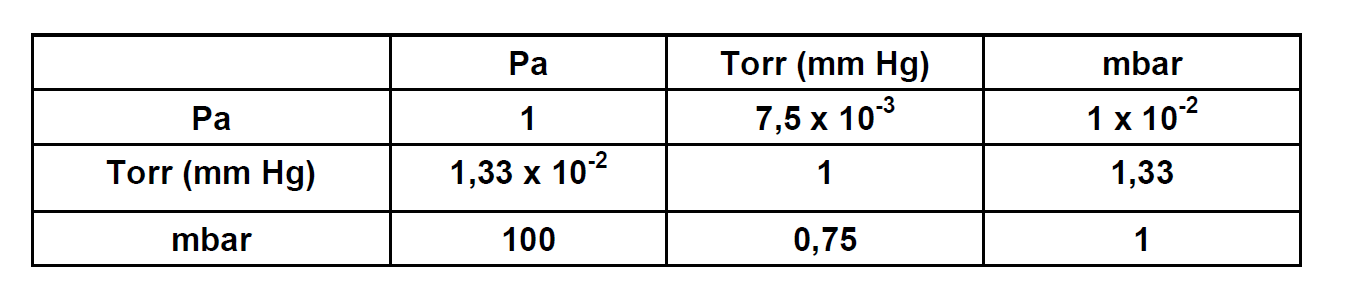 Pa Torr (mm Hg) mbar
Pa 1 7,5 x 10⁻³ 1 x 10⁻²
Torr (mm Hg) 1,33 x 10⁻² 1 1,33
mbar 100 0,75 1